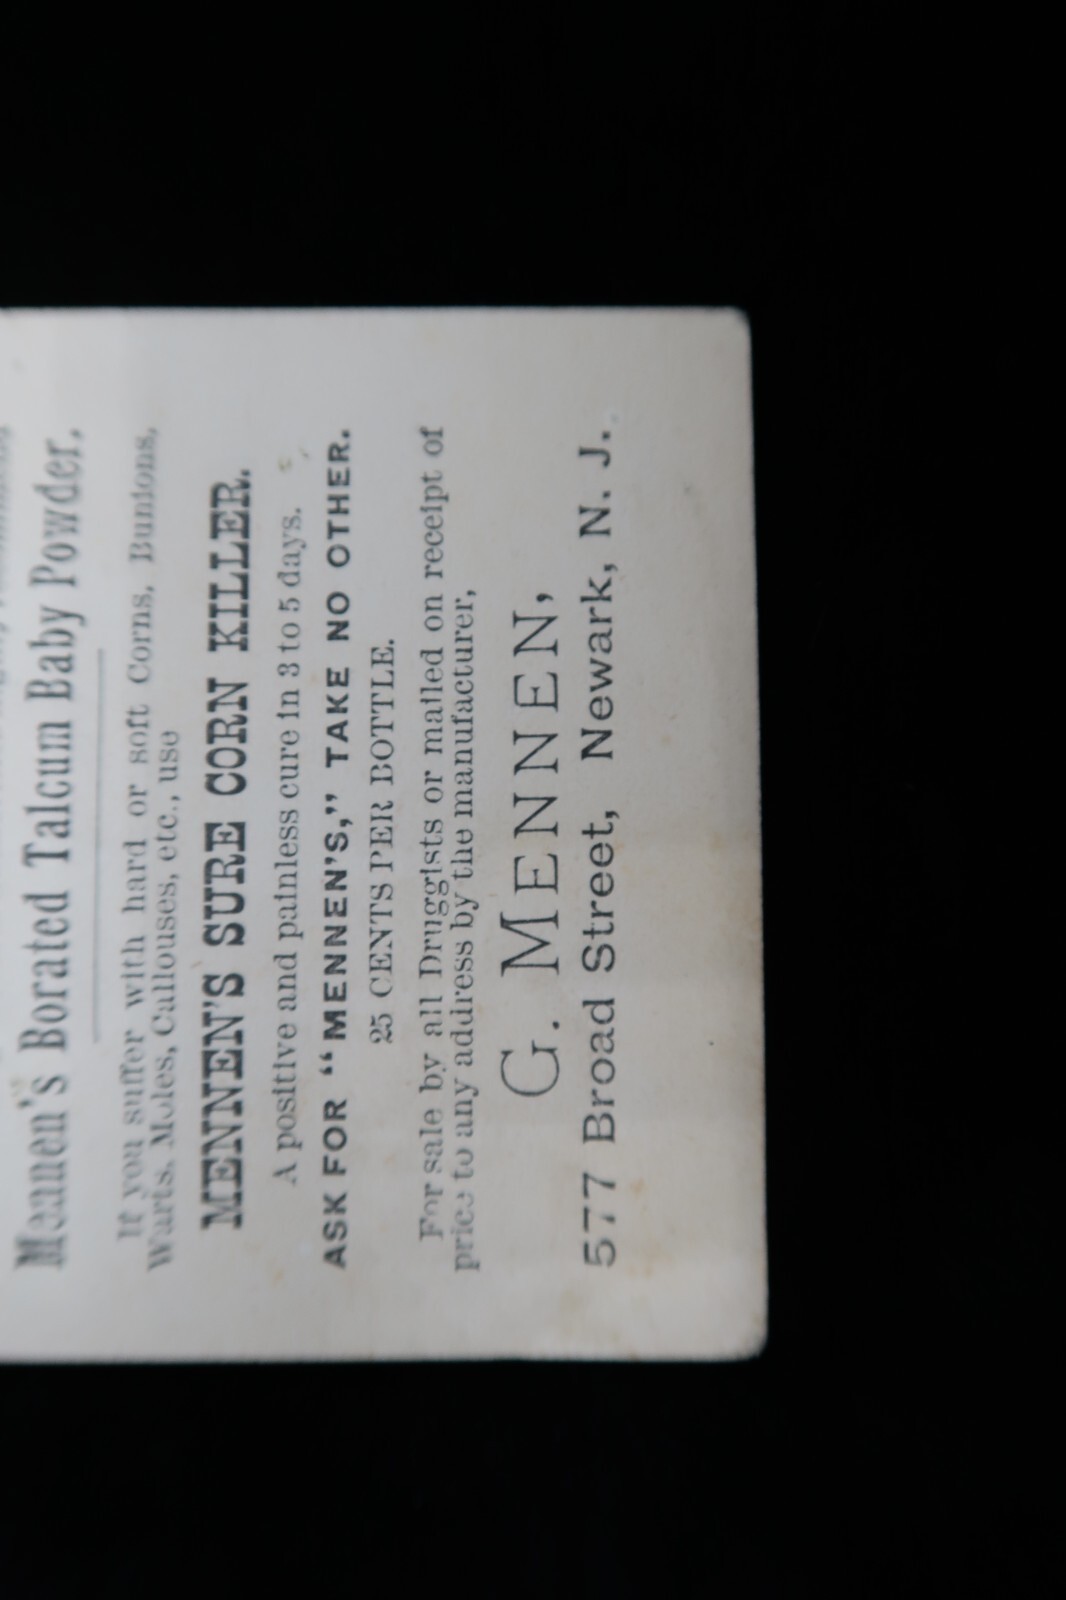 Mennen's Borated Talcum Baby Powder.
If you suffer with hard or soft Corns, Bunions,
Warts, Moles, Callouses, etc., use
MENNEN'S SURE CORN KILLER.
A positive and painless cure in 3 to 5 days.
ASK FOR "MENNEN'S," TAKE NO OTHER.
25 CENTS PER BOTTLE.
For sale by all Druggists or mailed on receipt of
price to any address by the manufacturer,
G. MENNEN,
577 Broad Street, Newark, N. J.